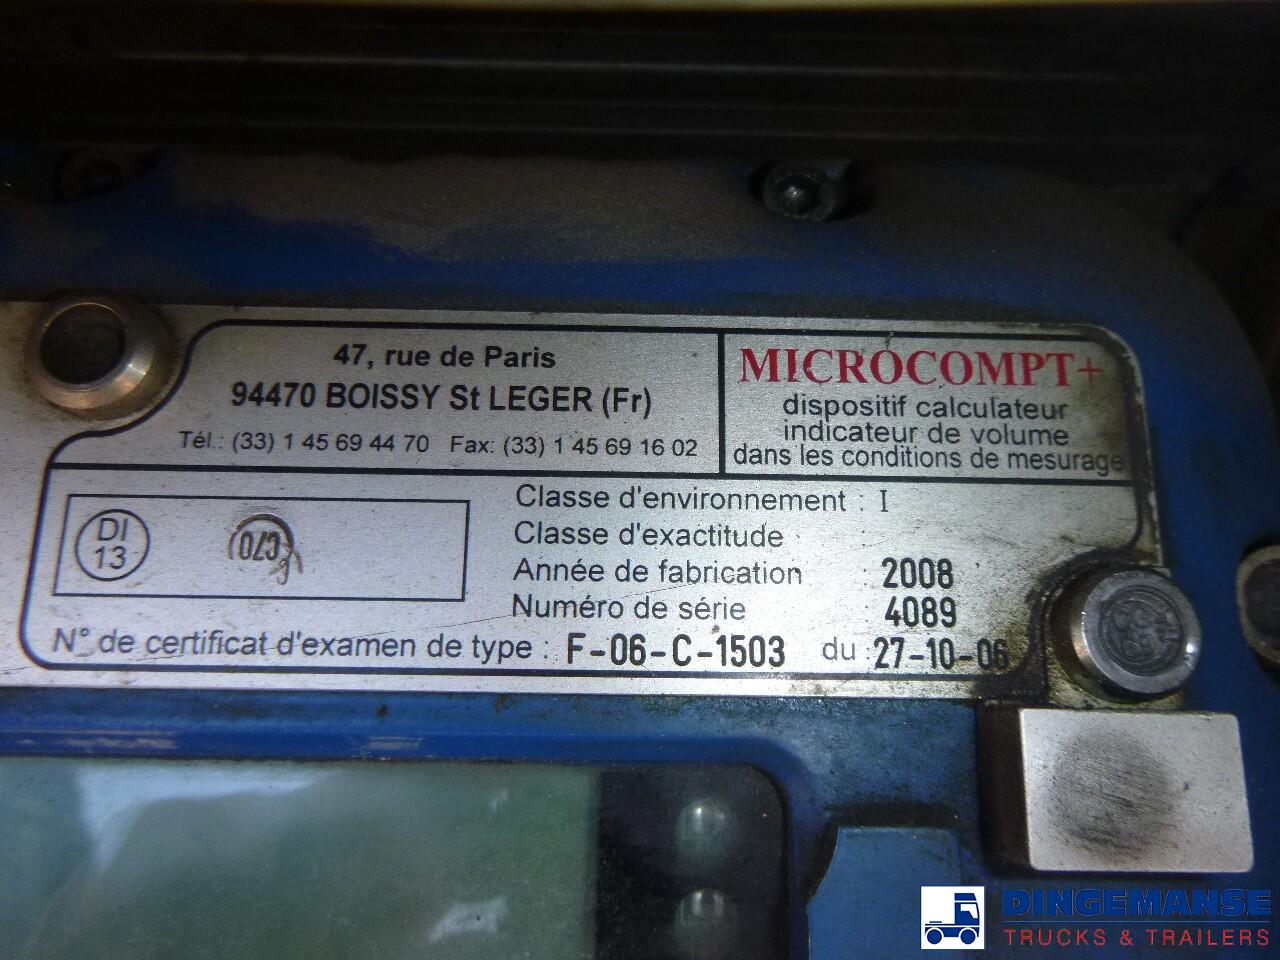 47, rue de Paris
94470 BOISSY St LEGER (Fr)
Tél.: (33) 1 45 69 44 70 Fax: (33) 1 45 69 16 02
MICROCOMPT+
dispositif calculateur
indicateur de volume
dans les conditions de mesurage
DI
13
Classe d'environnement : I
Classe d'exactitude :
Année de fabrication : 2008
Numéro de série : 4089
N° de certificat d'examen de type : F-06-C-1503 du : 27-10-06
DINGEMANSE
TRUCKS & TRAILERS